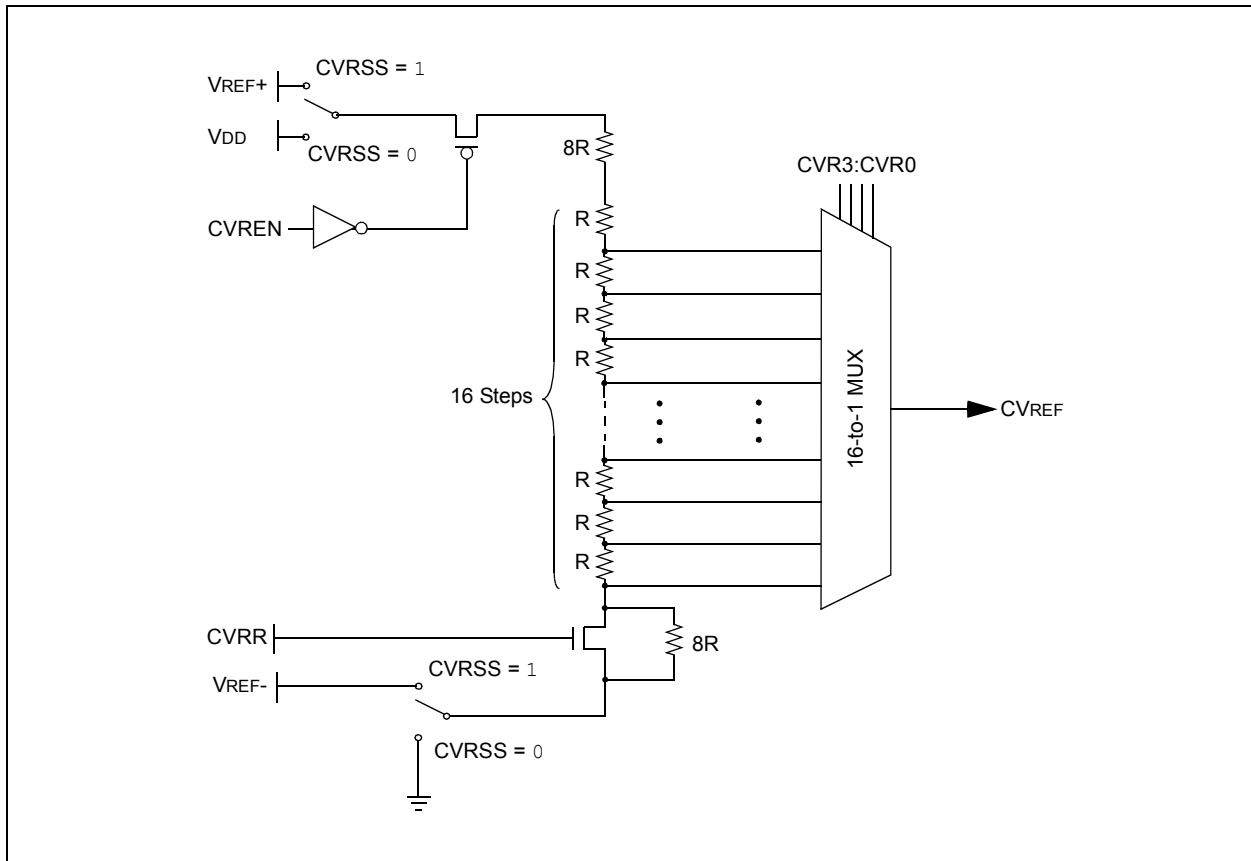 CVRSS = 1
VREF+
VDD
CVRSS = 0
8R
CVR3:CVR0
CVREN
R
R
R
R
16 Steps
16-to-1 MUX
CVREF
R
R
R
CVRR
8R
CVRSS = 1
VREF-
CVRSS = 0